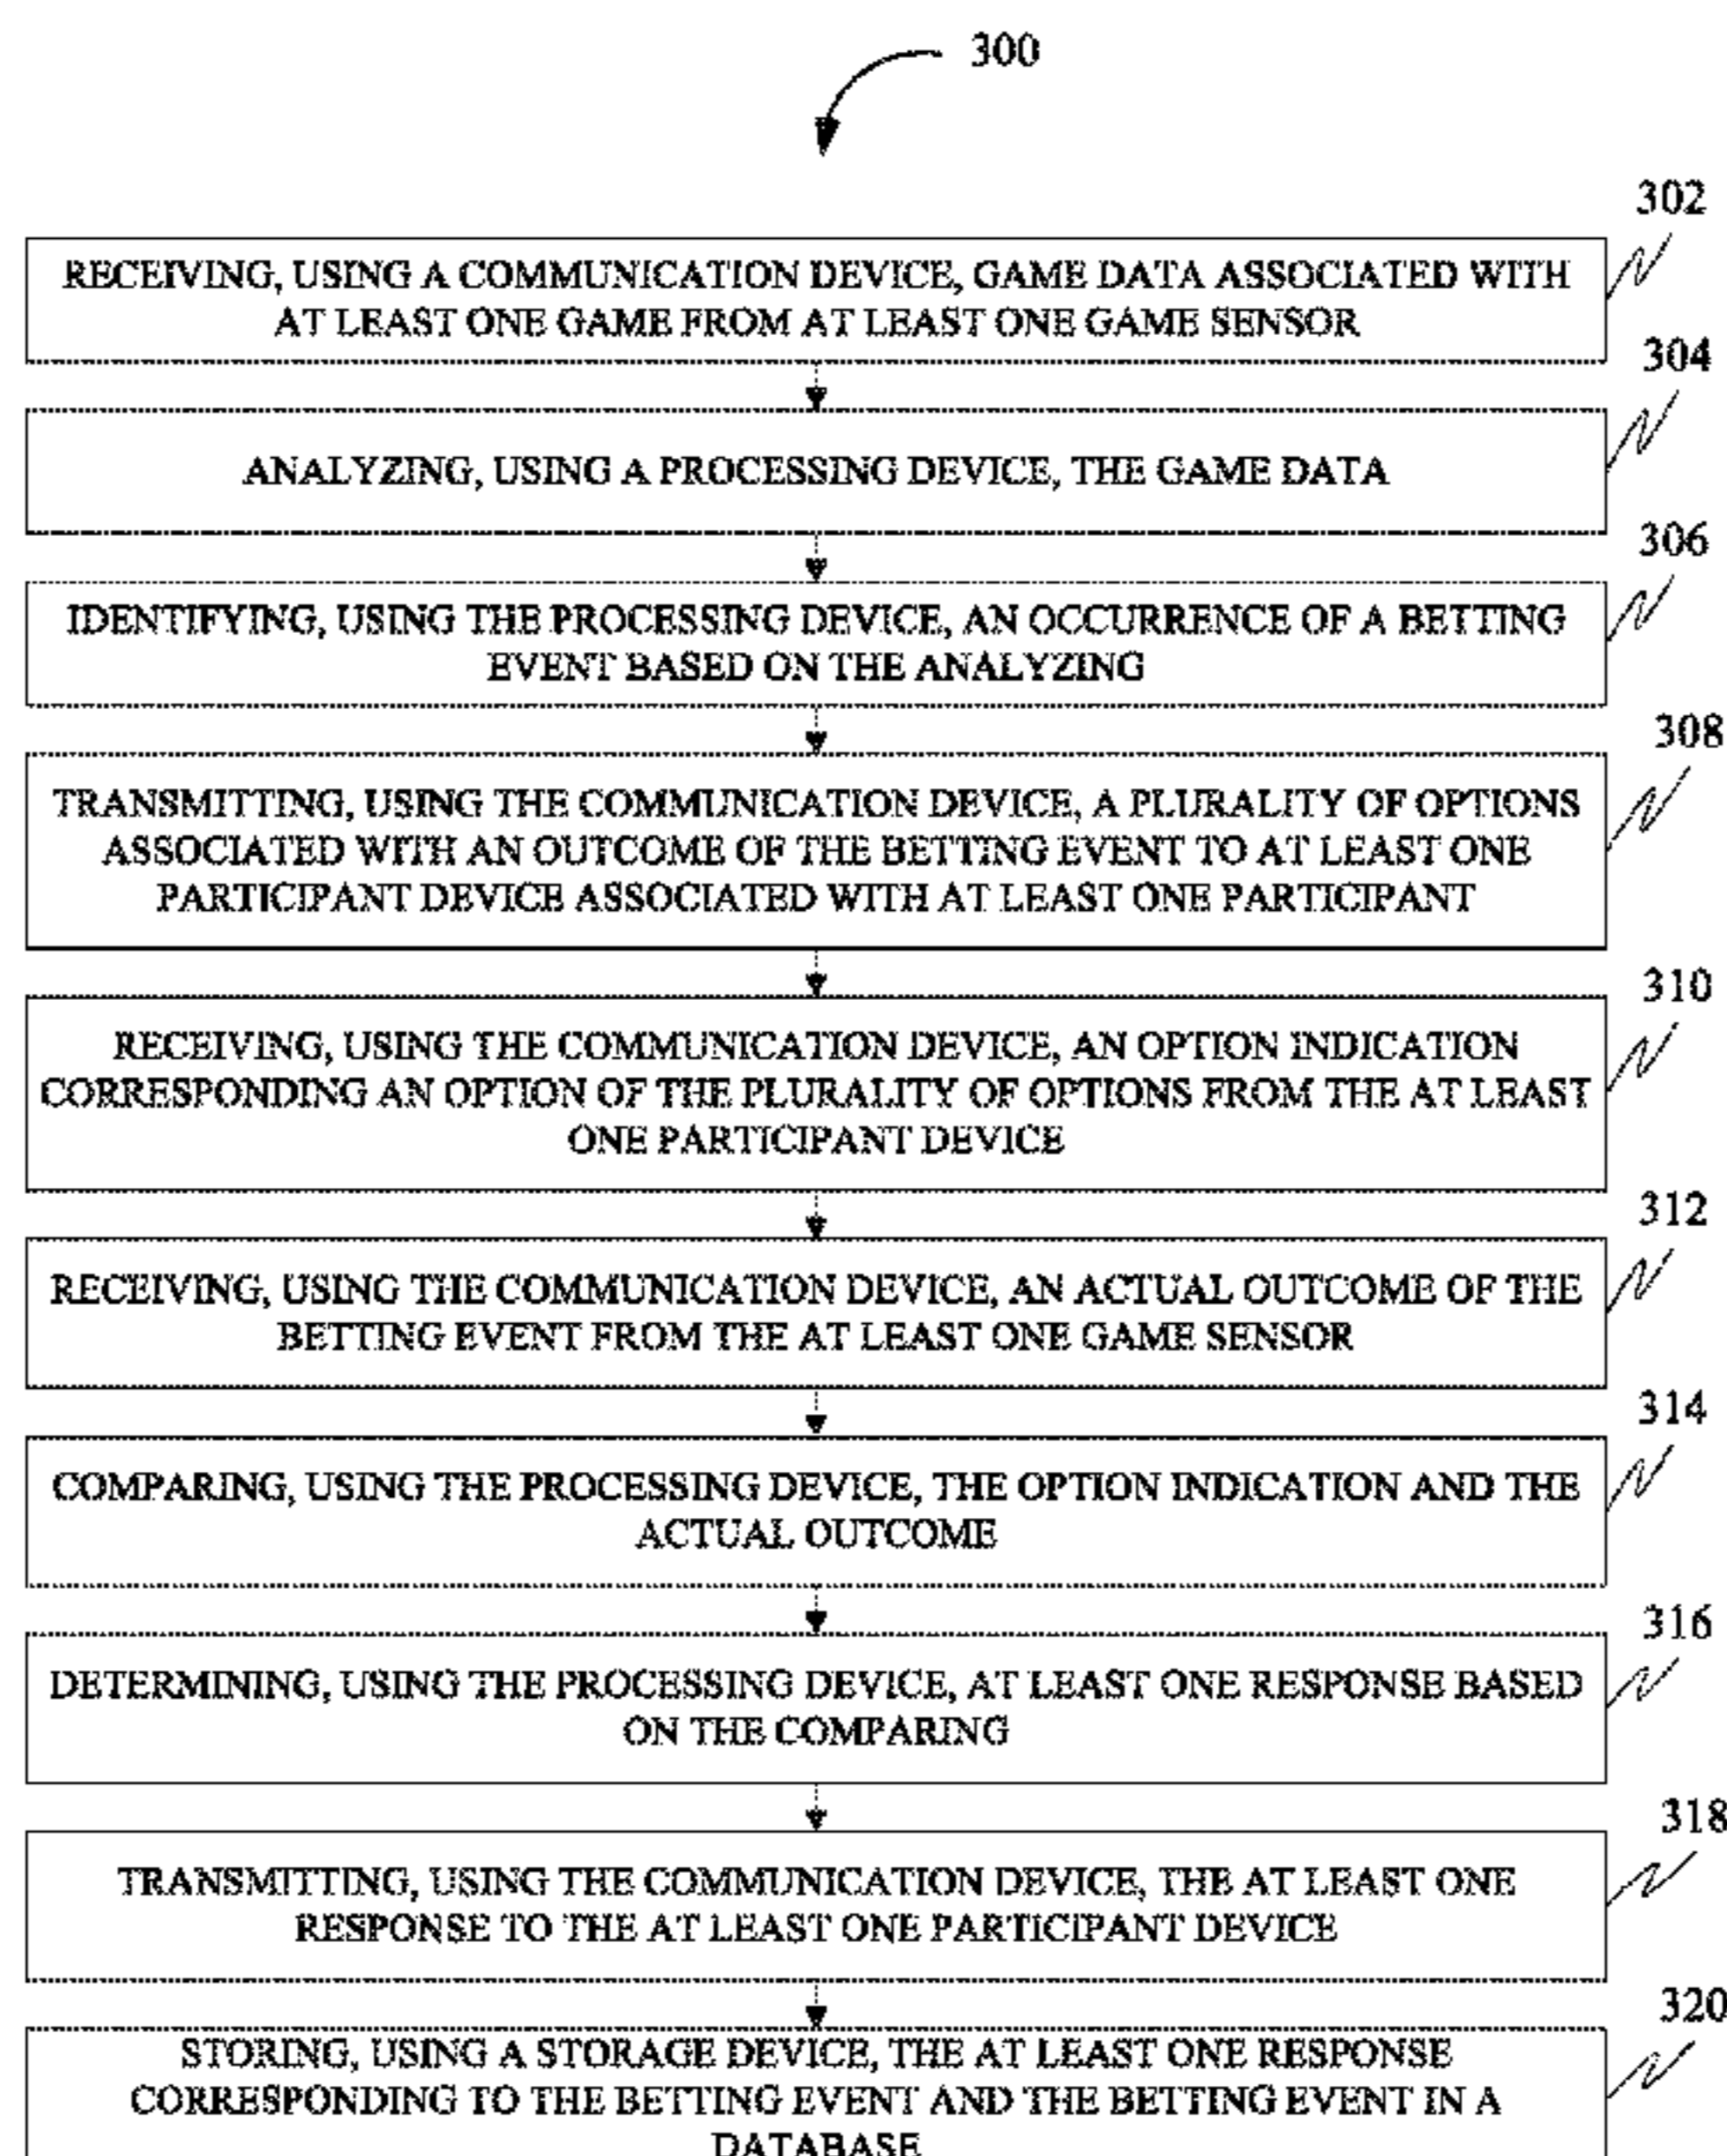 300
302
RECEIVING, USING A COMMUNICATION DEVICE, GAME DATA ASSOCIATED WITH
AT LEAST ONE GAME FROM AT LEAST ONE GAME SENSOR
304
ANALYZING, USING A PROCESSING DEVICE, THE GAME DATA
306
IDENTIFYING, USING THE PROCESSING DEVICE, AN OCCURRENCE OF A BETTING
EVENT BASED ON THE ANALYZING
308
TRANSMITTING, USING THE COMMUNICATION DEVICE, A PLURALITY OF OPTIONS
ASSOCIATED WITH AN OUTCOME OF THE BETTING EVENT TO AT LEAST ONE
PARTICIPANT DEVICE ASSOCIATED WITH AT LEAST ONE PARTICIPANT
310
RECEIVING, USING THE COMMUNICATION DEVICE, AN OPTION INDICATION
CORRESPONDING AN OPTION OF THE PLURALITY OF OPTIONS FROM THE AT LEAST
ONE PARTICIPANT DEVICE
312
RECEIVING, USING THE COMMUNICATION DEVICE, AN ACTUAL OUTCOME OF THE
BETTING EVENT FROM THE AT LEAST ONE GAME SENSOR
314
COMPARING, USING THE PROCESSING DEVICE, THE OPTION INDICATION AND THE
ACTUAL OUTCOME
316
DETERMINING, USING THE PROCESSING DEVICE, AT LEAST ONE RESPONSE BASED
ON THE COMPARING
318
TRANSMITTING, USING THE COMMUNICATION DEVICE, THE AT LEAST ONE
RESPONSE TO THE AT LEAST ONE PARTICIPANT DEVICE
320
STORING, USING A STORAGE DEVICE, THE AT LEAST ONE RESPONSE
CORRESPONDING TO THE BETTING EVENT AND THE BETTING EVENT IN A
DATABASE